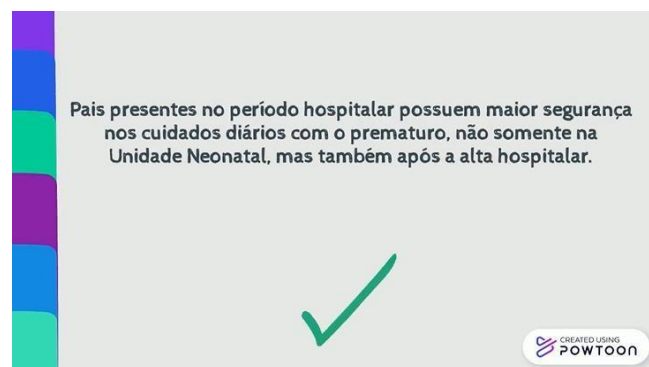 Pais presentes no período hospitalar possuem maior segurança
nos cuidados diários com o prematuro, não somente na
Unidade Neonatal, mas também após a alta hospitalar.
CREATED USING
POWTOON